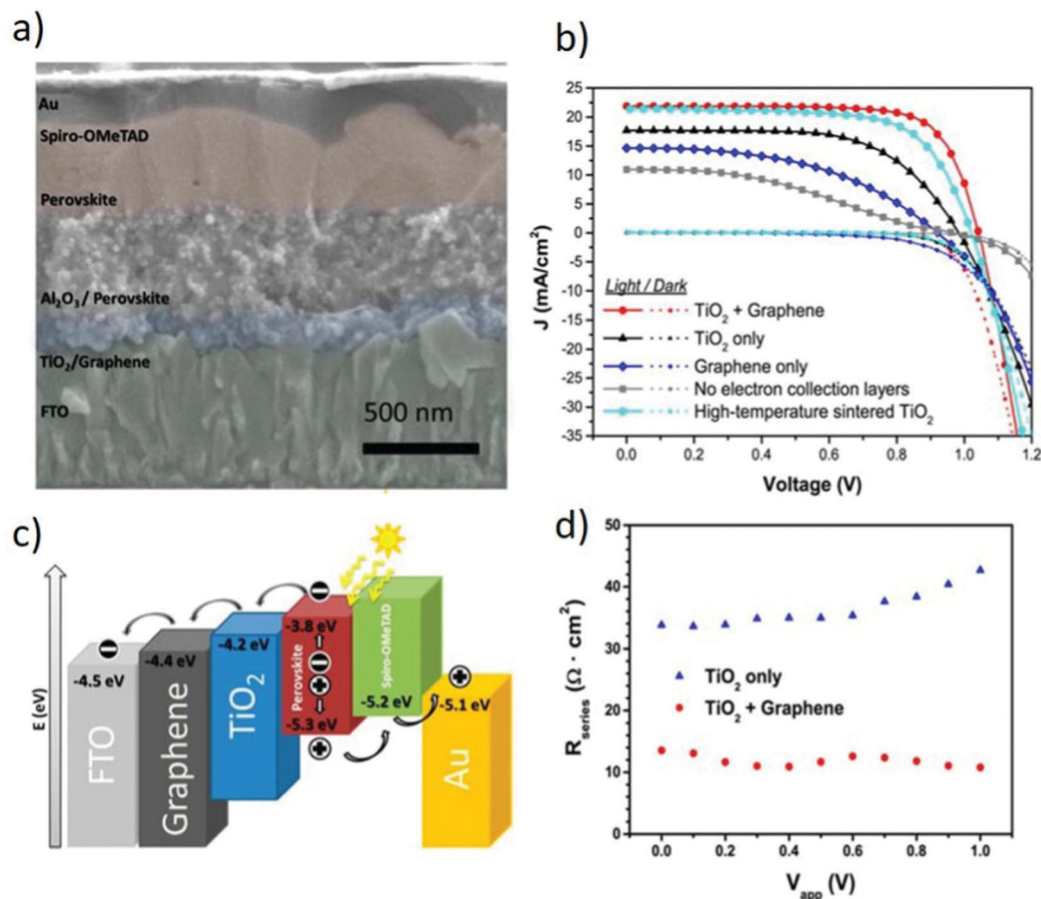 a)
Au
Spiro-OMeTAD
Perovskite
Al₂O₃/ Perovskite
TiO₂/Graphene
FTO
500 nm
b)
J (mA/cm²)
25
20
15
10
5
0
-5
-10
-15
-20
-25
-30
-35
0.0 0.2 0.4 0.6 0.8 1.0 1.2
Voltage (V)
Light / Dark
TiO₂ + Graphene
TiO₂ only
Graphene only
No electron collection layers
High-temperature sintered TiO₂
c)
E (eV)
-4.5 eV
FTO
-4.4 eV
Graphene
-4.2 eV
TiO₂
-3.8 eV
Perovskite
-5.3 eV
Spiro-OMeTAD
-5.2 eV
-5.1 eV
Au
d)
R series (Ω · cm²)
50
40
30
20
10
0
TiO₂ only
TiO₂ + Graphene
0.0 0.2 0.4 0.6 0.8 1.0
V app (V)